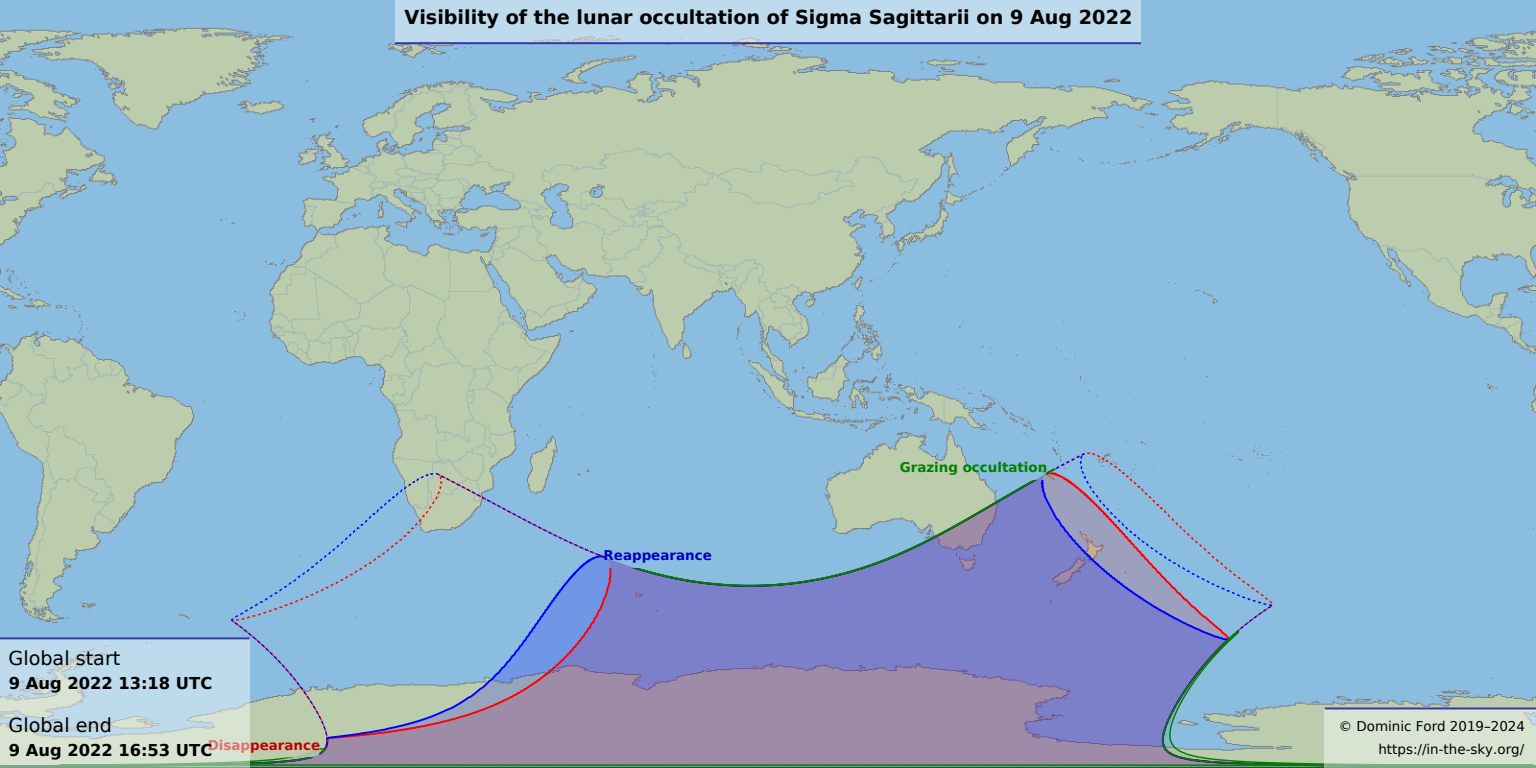 Visibility of the lunar occultation of Sigma Sagittarii on 9 Aug 2022
Grazing occultation
Reappearance
Global start
9 Aug 2022 13:18 UTC
Global end
9 Aug 2022 16:53 UTC
Disappearance
© Dominic Ford 2019–2024
https://in-the-sky.org/